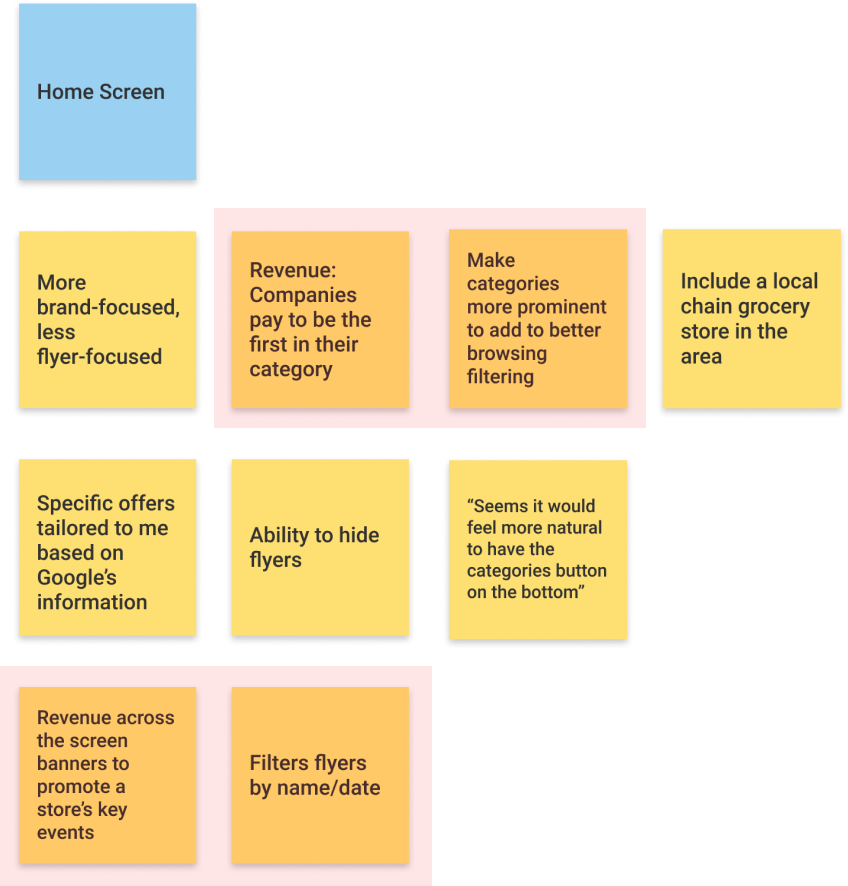 Home Screen
More
brand-focused,
less
flyer-focused
Revenue:
Companies
pay to be the
first in their
category
Make
categories
more prominent
to add to better
browsing
filtering
Include a local
chain grocery
store in the
area
Specific offers
tailored to me
based on
Google’s
information
Ability to hide
flyers
“Seems it would
feel more natural
to have the
categories button
on the bottom”
Revenue across
the screen
banners to
promote a
store’s key
events
Filters flyers
by name/date